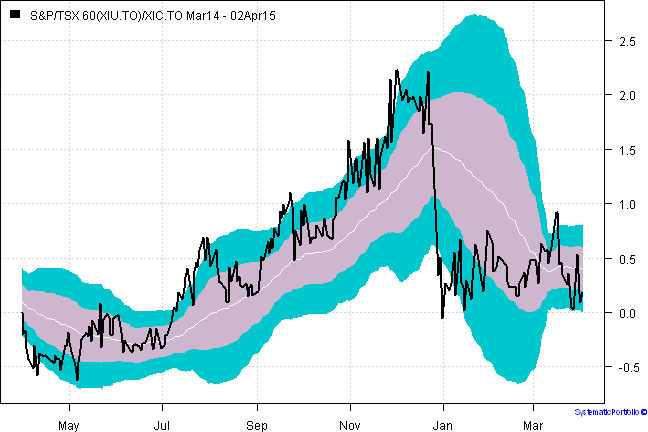 S&P/TSX 60(XIU.TO)/XIC.TO Mar14 - 02Apr15
2.5
2.0
1.5
1.0
0.5
0.0
-0.5
May Jul Sep Nov Jan Mar
SystematicPortfolio ©